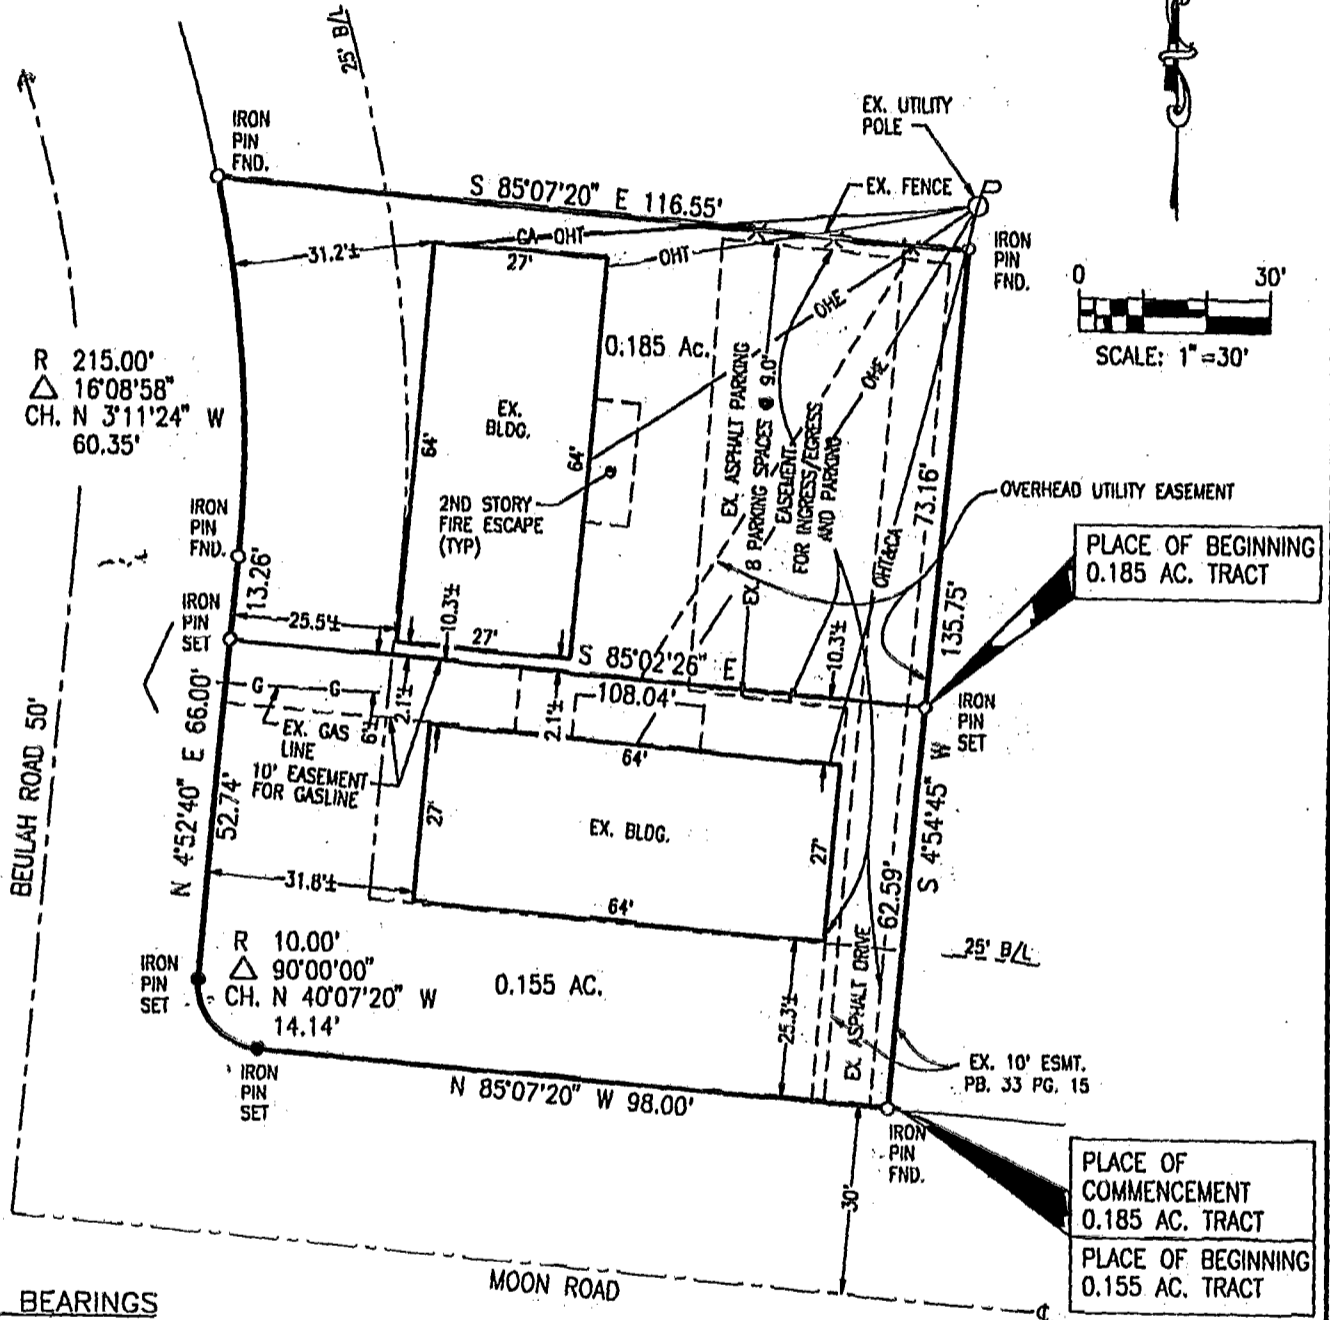 25' B/L
IRON
PIN
FND.
EX. UTILITY
POLE
P
S 85°07'20" E 116.55'
EX. FENCE
CA-OHT
27'
OHT
31.2'±
IRON
PIN
FND.
0 30'
SCALE: 1"=30'
R 215.00'
△ 16°08'58"
CH. N 3°11'24" W
60.35'
0.185 Ac.
OHE
OHE
EX.
BLDG.
64'
64'
2ND STORY
FIRE ESCAPE
(TYP)
EX. ASPHALT PARKING
EX. 8 PARKING SPACES @ 9.0'
EASEMENT
FOR INGRESS/EGRESS
AND PARKING
OHT&CA
73.16'
135.75'
OVERHEAD UTILITY EASEMENT
PLACE OF BEGINNING
0.185 AC. TRACT
IRON
PIN
FND.
13.26'
IRON
PIN
SET
25.5'±
10.3'±
27'
S 85°02'26" E
108.04'
10.3'±
IRON
PIN
SET
G G
EX. GAS
LINE
6'±
2.1'±
2.1'±
10' EASEMENT
FOR GASLINE
64'
27'
EX. BLDG.
27'
N 4°52'40" E 66.00'
52.74'
BEULAH ROAD 50'
31.8'±
64'
62.59'
S 4°54'45" W
25' B/L
R 10.00'
△ 90°00'00"
CH. N 40°07'20" W
14.14'
IRON
PIN
SET
0.155 AC.
25.3'±
EX. ASPHALT DRIVE
EX. 10' ESMT.
PB. 33 PG. 15
IRON
PIN
SET
N 85°07'20" W 98.00'
IRON
PIN
FND.
30'
PLACE OF
COMMENCEMENT
0.185 AC. TRACT
PLACE OF BEGINNING
0.155 AC. TRACT
MOON ROAD
℄
BEARINGS